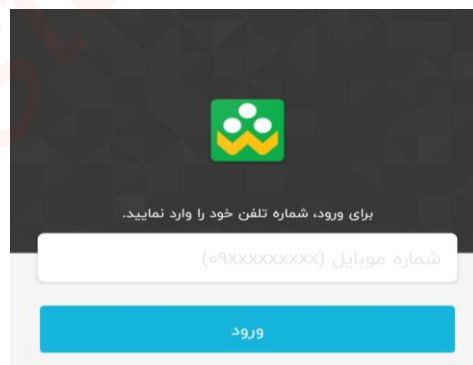 برای ورود، شماره تلفن خود را وارد نمایید.
شماره موبایل (۰۹xxxxxxxxx)
ورود